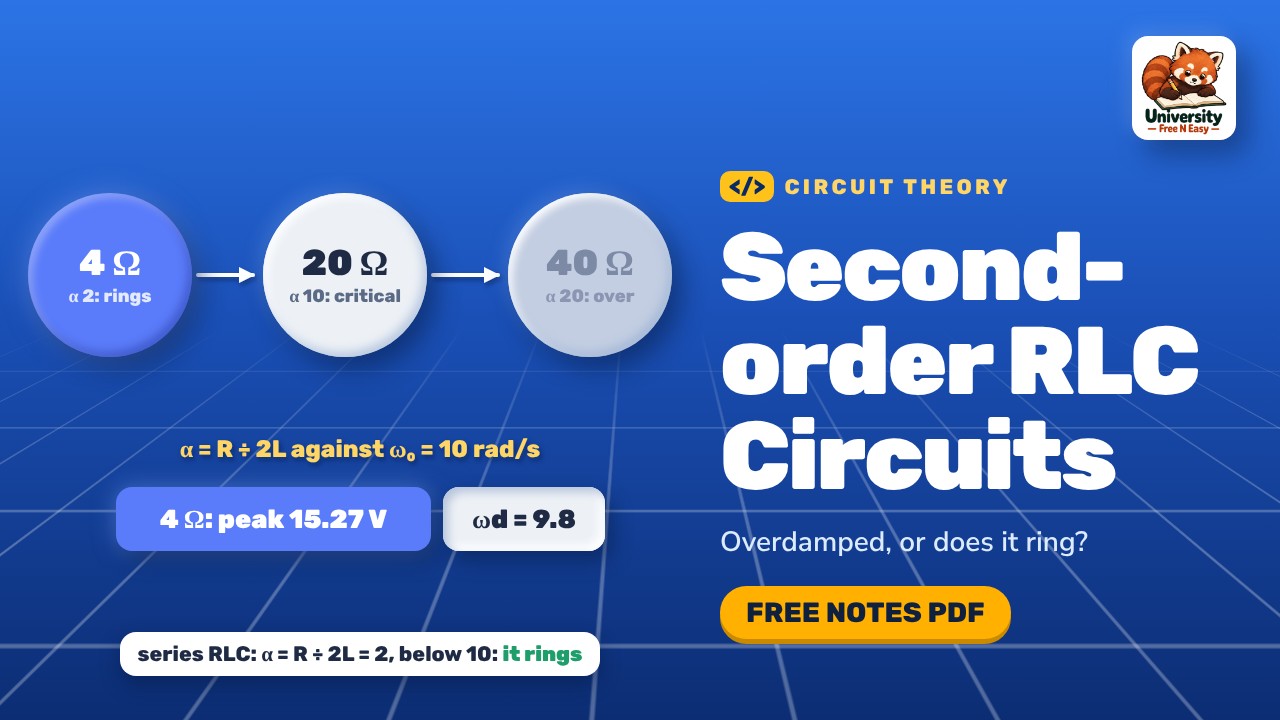 University
Free N Easy
</> CIRCUIT THEORY
Second-
order RLC
Circuits
Overdamped, or does it ring?
FREE NOTES PDF
4 Ω
α 2: rings
20 Ω
α 10: critical
40 Ω
α 20: over
α = R ÷ 2L against ω₀ = 10 rad/s
4 Ω: peak 15.27 V
ωd = 9.8
series RLC: α = R ÷ 2L = 2, below 10: it rings